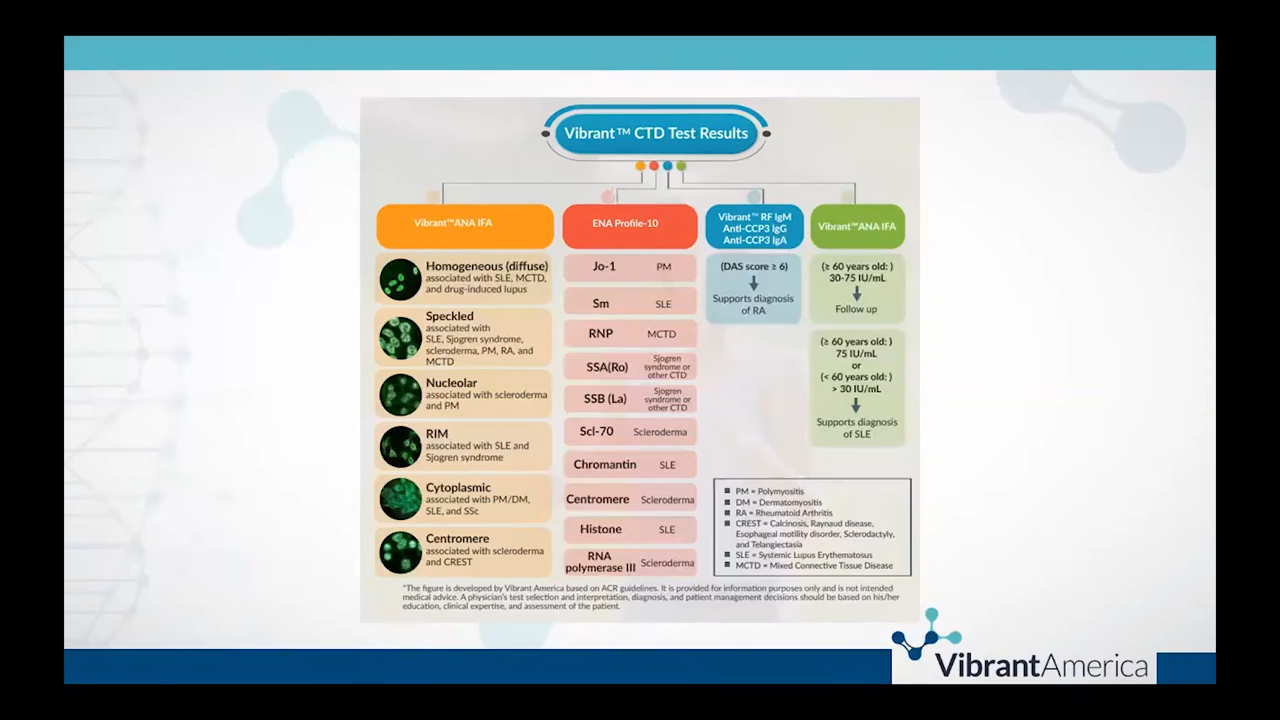 Vibrant™ CTD Test Results
Vibrant™ANA IFA
Homogeneous (diffuse)
associated with SLE, MCTD,
and drug-induced lupus
Speckled
associated with
SLE, Sjogren syndrome,
scleroderma, PM, RA, and
MCTD
Nucleolar
associated with scleroderma
and PM
RIM
associated with SLE and
Sjogren syndrome
Cytoplasmic
associated with PM/DM,
SLE, and SSc
Centromere
associated with scleroderma
and CREST
ENA Profile-10
Jo-1 PM
Sm SLE
RNP MCTD
SSA(Ro) Sjogren
syndrome or
other CTD
SSB (La) Sjogren
syndrome or
other CTD
Scl-70 Scleroderma
Chromantin SLE
Centromere Scleroderma
Histone SLE
RNA
polymerase III Scleroderma
Vibrant™ RF IgM
Anti-CCP3 IgG
Anti-CCP3 IgA
(DAS score ≥ 6)
Supports diagnosis
of RA
Vibrant™ANA IFA
(≥ 60 years old: )
30-75 IU/mL
Follow up
(≥ 60 years old: )
75 IU/mL
or
(< 60 years old: )
> 30 IU/mL
Supports diagnosis
of SLE
PM = Polymyositis
DM = Dermatomyositis
RA = Rheumatoid Arthritis
CREST = Calcinosis, Raynaud disease,
Esophageal motility disorder, Sclerodactyly,
and Telangiectasia
SLE = Systemic Lupus Erythematosus
MCTD = Mixed Connective Tissue Disease
*The figure is developed by Vibrant America based on ACR guidelines. It is provided for information purposes only and is not intended
medical advice. A physician's test selection and interpretation, diagnosis, and patient management decisions should be based on his/her
education, clinical expertise, and assessment of the patient.
VibrantAmerica